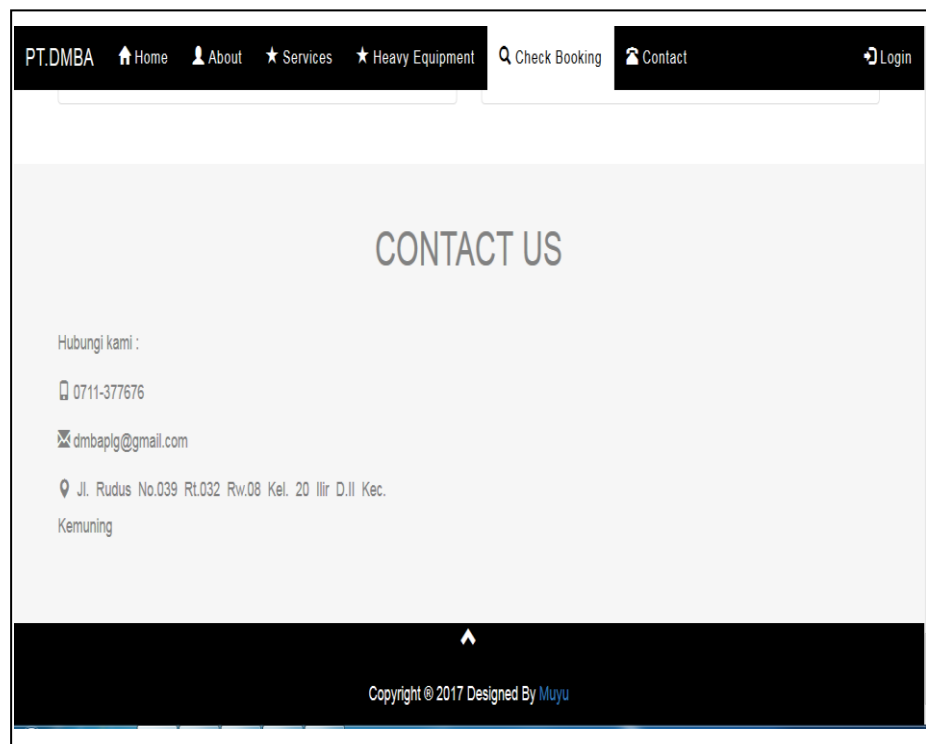 PT.DMBA Home About Services Heavy Equipment Check Booking Contact Login
CONTACT US
Hubungi kami :
0711-377676
dmbaplg@gmail.com
Jl. Rudus No.039 Rt.032 Rw.08 Kel. 20 Ilir D.II Kec.
Kemuning
Copyright ® 2017 Designed By Muyu